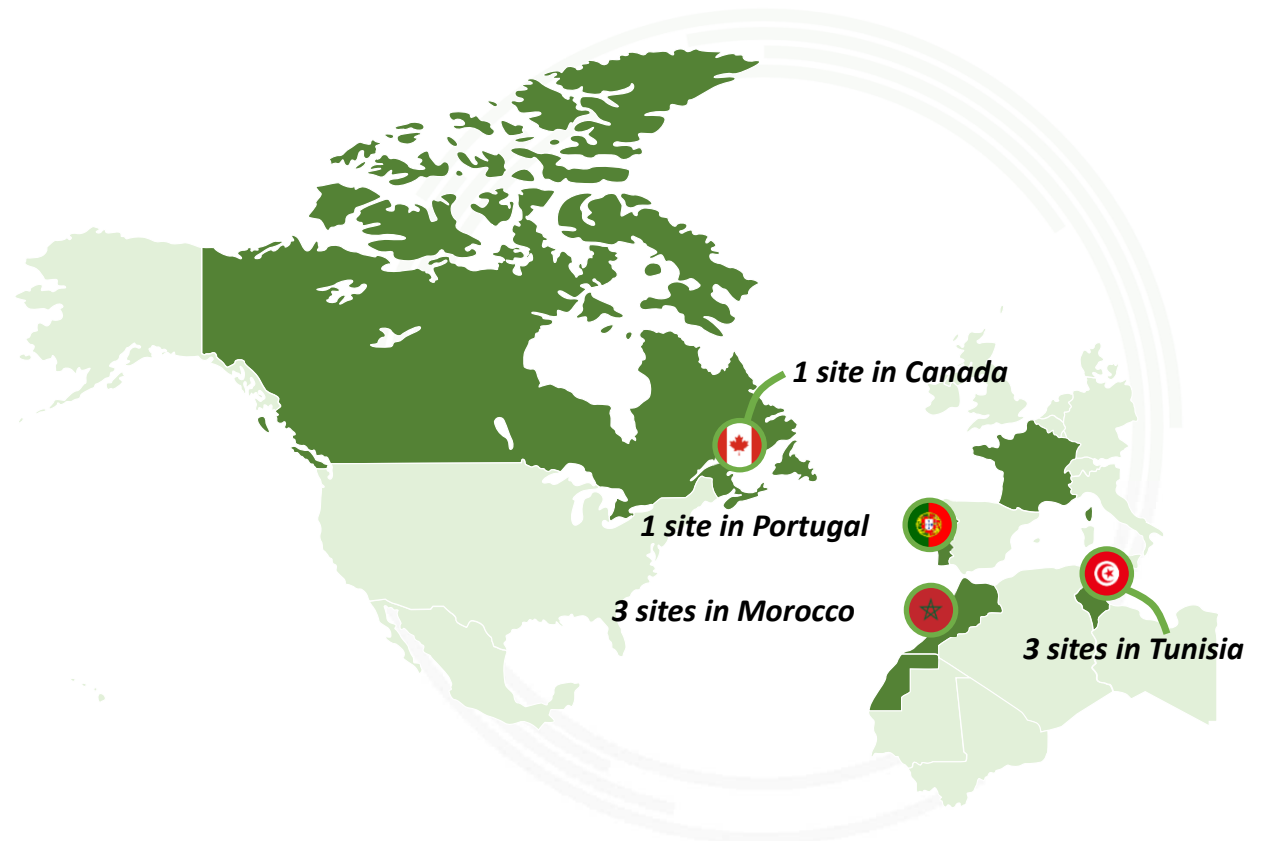 1 site in Canada
1 site in Portugal
3 sites in Morocco
3 sites in Tunisia